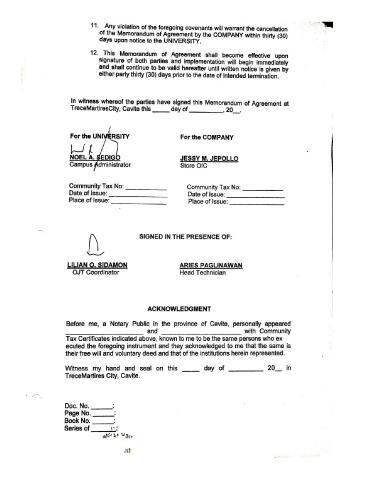 11. Any violation of the foregoing covenants will warrant the cancellation
of the Memorandum of Agreement by the COMPANY within thirty (30)
days upon notice to the UNIVERSITY.
12. This Memorandum of Agreement shall become effective upon
signature of both parties and implementation will begin immediately
and shall continue to be valid hereafter until written notice is given by
either party thirty (30) days prior to the date of intended termination.
In witness whereof the parties have signed this Memorandum of Agreement at
TreceMartiresCity, Cavite this _____ day of __________, 20__.
For the UNIVERSITY For the COMPANY
NOEL A. SEDIGO JESSY M. JEPOLLO
Campus Administrator Store OIC
Community Tax No: __________ Community Tax No: __________
Date of Issue: __________ Date of Issue: __________
Place of Issue: __________ Place of Issue: __________
SIGNED IN THE PRESENCE OF:
LILIAN O. SIDAMON ARIES PAGLINAWAN
OJT Coordinator Head Technician
ACKNOWLEDGMENT
Before me, a Notary Public in the province of Cavite, personally appeared
____________________ and ____________________ with Community
Tax Certificates indicated above, known to me to be the same persons who ex
ecuted the foregoing instrument and they acknowledged to me that the same is
their free will and voluntary deed and that of the institutions herein represented.
Witness my hand and seal on this _____ day of __________ 20__ in
TreceMartires City, Cavite.
Doc. No. ______;
Page No. ______;
Book No. ______;
Series of ______;